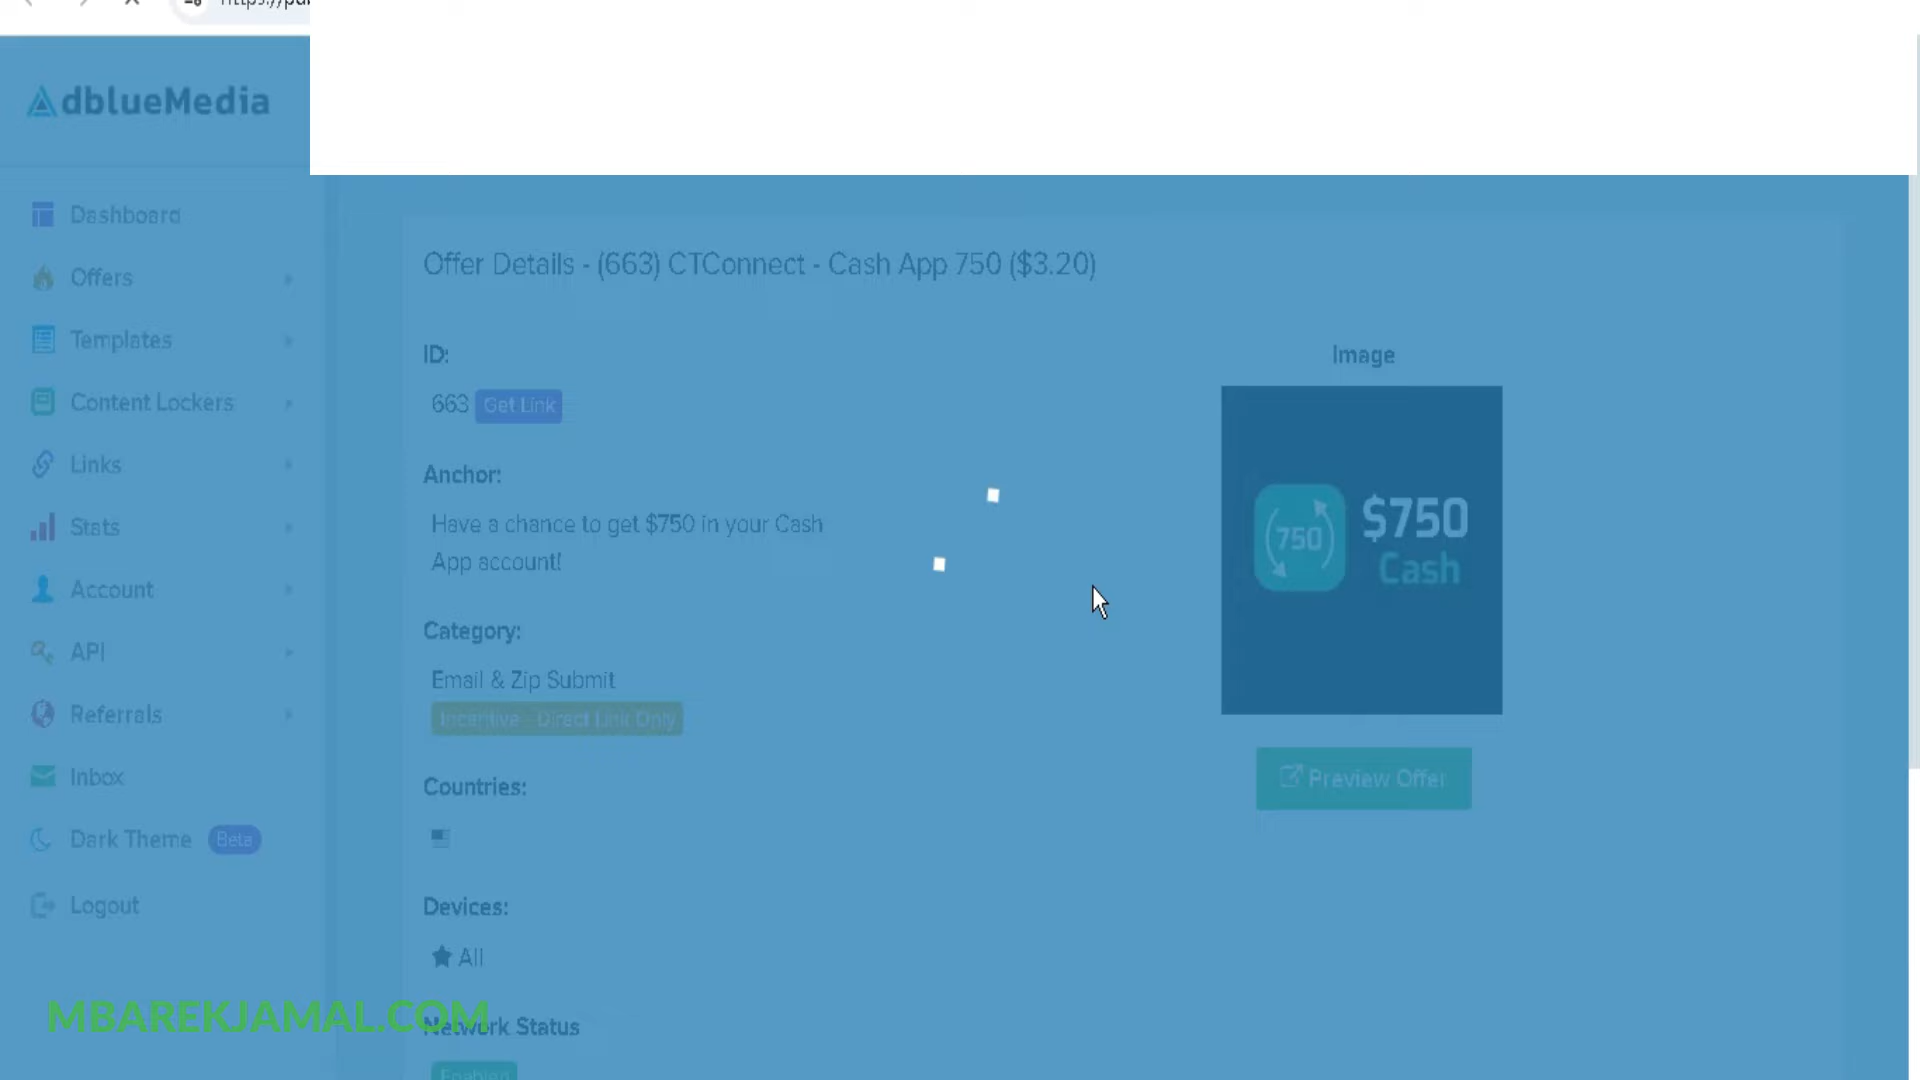 AdblueMedia
Dashboard
Offers
Templates
Content Lockers
Links
Stats
Account
API
Referrals
Inbox
Dark Theme Beta
Logout
Offer Details - (663) CTConnect - Cash App 750 ($3.20)
ID:
663 Get Link
Anchor:
Have a chance to get $750 in your Cash
App account!
Category:
Email & Zip Submit
Incentive - Direct Link Only
Countries:
Devices:
All
Network Status
Enabled
Image
750
$750
Cash
Preview Offer
MBAREKJAMAL.COM